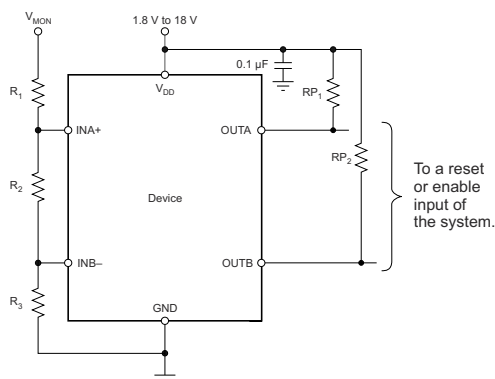 V_MON
1.8 V to 18 V
0.1 µF
RP_1
R_1
V_DD
INA+
OUTA
RP_2
R_2
Device
To a reset
or enable
input of
the system.
INB–
OUTB
R_3
GND